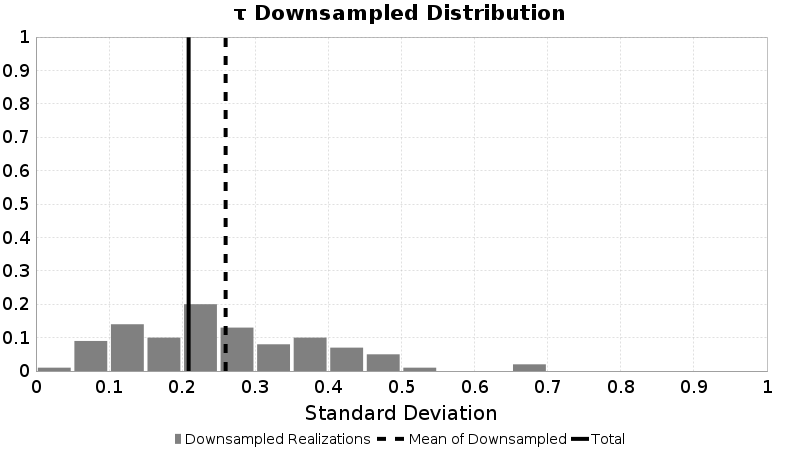 τ Downsampled Distribution
1
0.9
0.8
0.7
0.6
0.5
0.4
0.3
0.2
0.1
0
0 0.1 0.2 0.3 0.4 0.5 0.6 0.7 0.8 0.9 1
Standard Deviation
Downsampled Realizations Mean of Downsampled Total